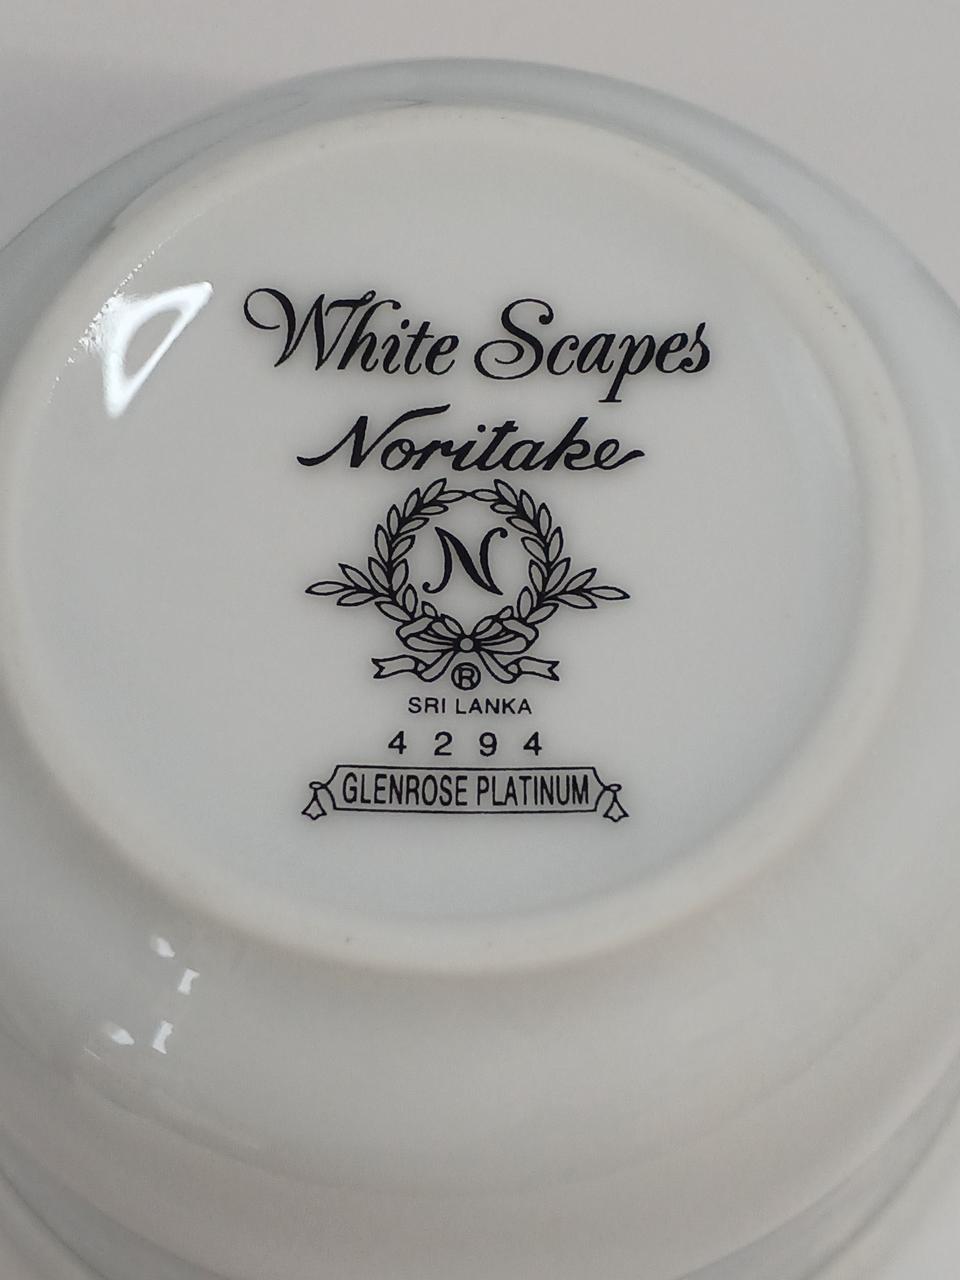 White Scapes
Noritake
N
®
SRI LANKA
4294
GLENROSE PLATINUM